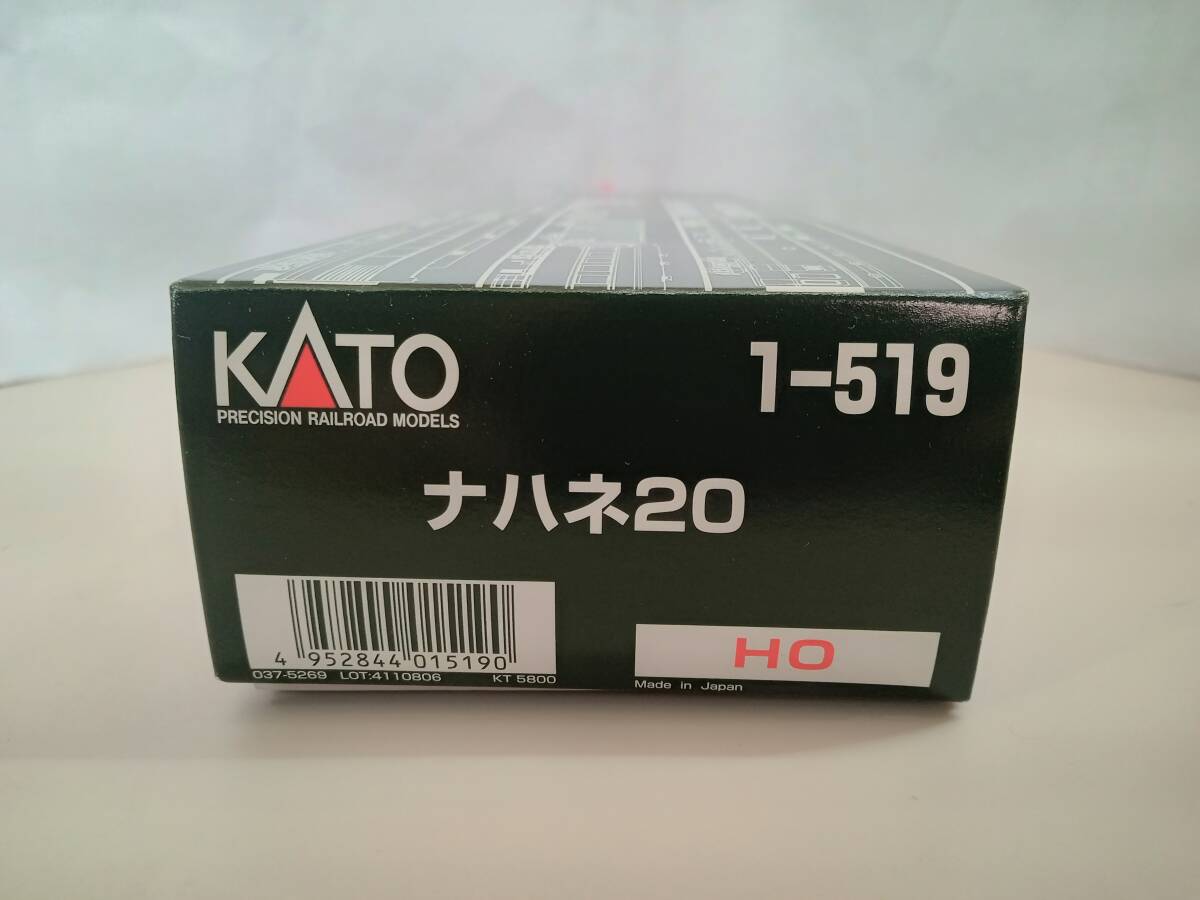 KATO 1-519
PRECISION RAILROAD MODELS
ナハネ20
4 952844 015190
037-5269 LOT:4110806 KT 5800
HO
Made in Japan